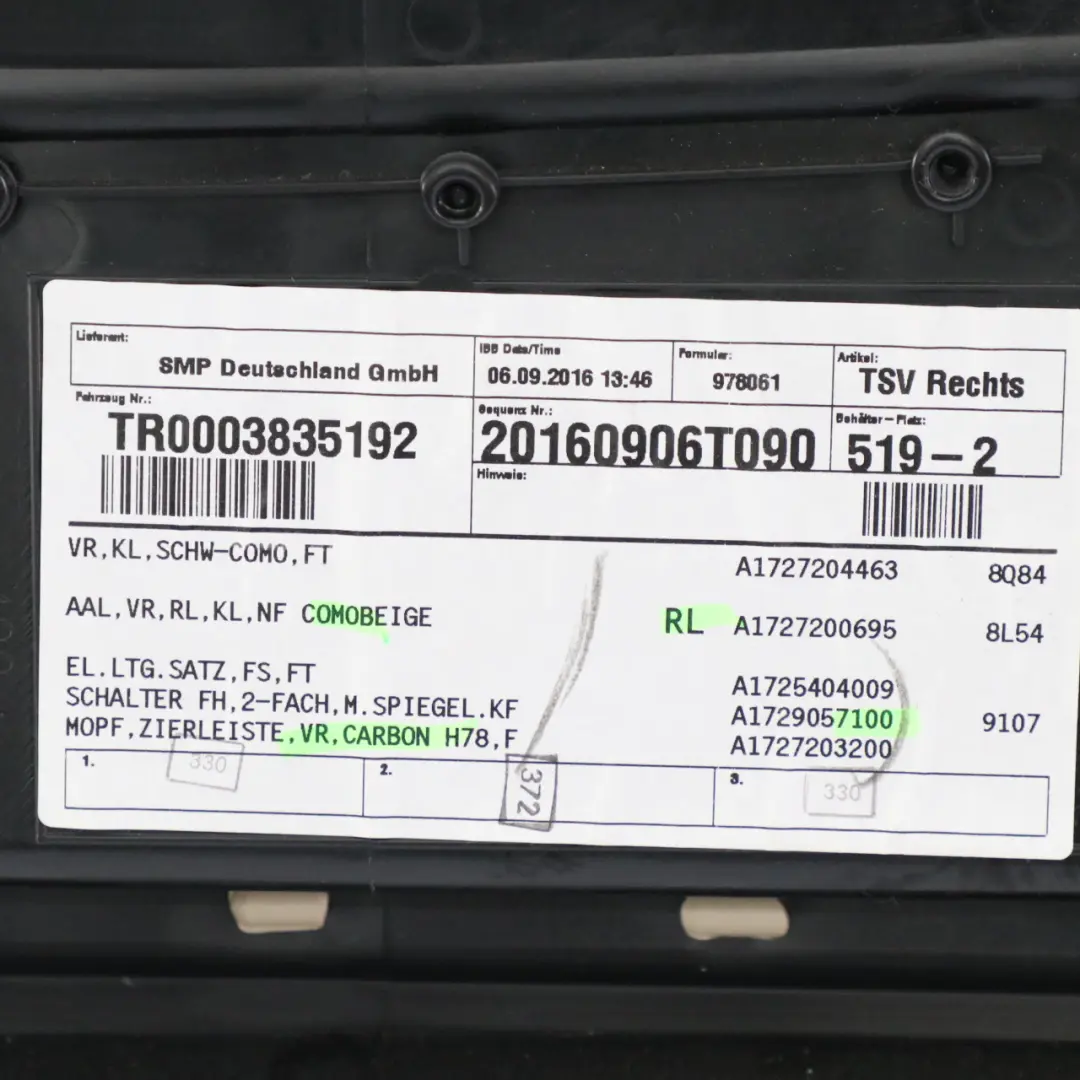 Lieferant:
SMP Deutschland GmbH
IBB Date/Time
06.09.2016 13:46
Formular:
978061
Artikel:
TSV Rechts
Fahrzeug Nr.:
TR0003835192
Sequenz Nr.:
20160906T090
Behälter-Platz:
519-2
Hinweis:
VR,KL,SCHW-COMO,FT A1727204463 8Q84
AAL,VR,RL,KL,NF COMOBEIGE RL A1727200695 8L54
EL.LTG.SATZ,FS,FT A1725404009
SCHALTER FH,2-FACH,M.SPIEGEL.KF A1729057100 9107
MOPF,ZIERLEISTE,VR,CARBON H78,F A1727203200
1. 330 2. 372 3. 330